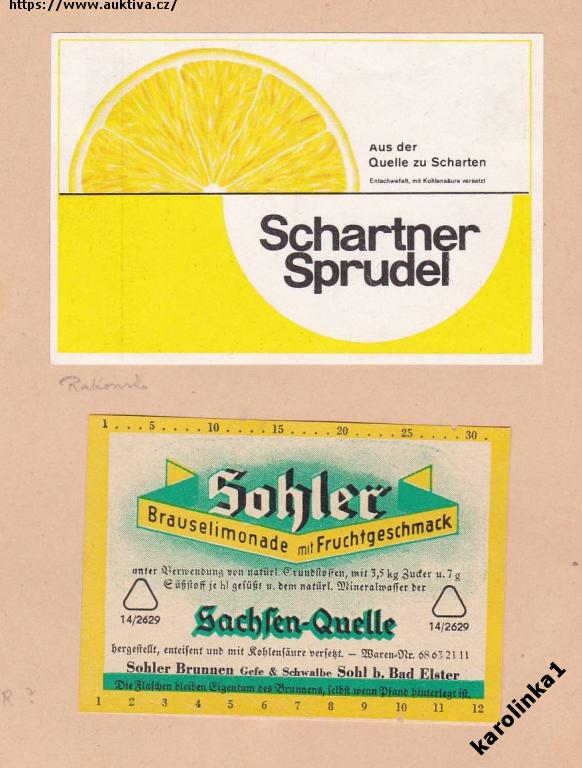 https://www.auktiva.cz/
Aus der
Quelle zu Scharten
Entschwefelt, mit Kohlensäure versetzt
Schartner
Sprudel
1 . . . 5 . . . . 10 . . . . 15 . . . . 20 . . . . 25 . . . . 30 .
Sohler
Brauselimonade mit Fruchtgeschmack
unter Verwendung von natürl. Grundstoffen, mit 3,5 kg Zucker u. 7 g
Süßstoff je hl gesüßt u. dem natürl. Mineralwasser der
14/2629
Sachsen-Quelle
14/2629
hergestellt, enteisent und mit Kohlensäure versetzt. — Waren-Nr. 68 63 21 11
Sohler Brunnen Gefe & Schwalbe Sohl b. Bad Elster
Die Flaschen bleiben Eigentum des Brunnens, selbst wenn Pfand hinterlegt ist.
R ?
1 2 3 4 5 6 7 8 9 10 11 12
karolinka1